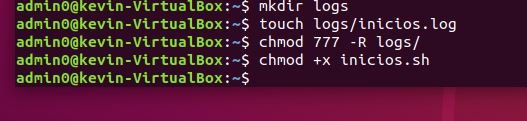 admin0@kevin-VirtualBox:~$ mkdir logs
admin0@kevin-VirtualBox:~$ touch logs/inicios.log
admin0@kevin-VirtualBox:~$ chmod 777 -R logs/
admin0@kevin-VirtualBox:~$ chmod +x inicios.sh
admin0@kevin-VirtualBox:~$